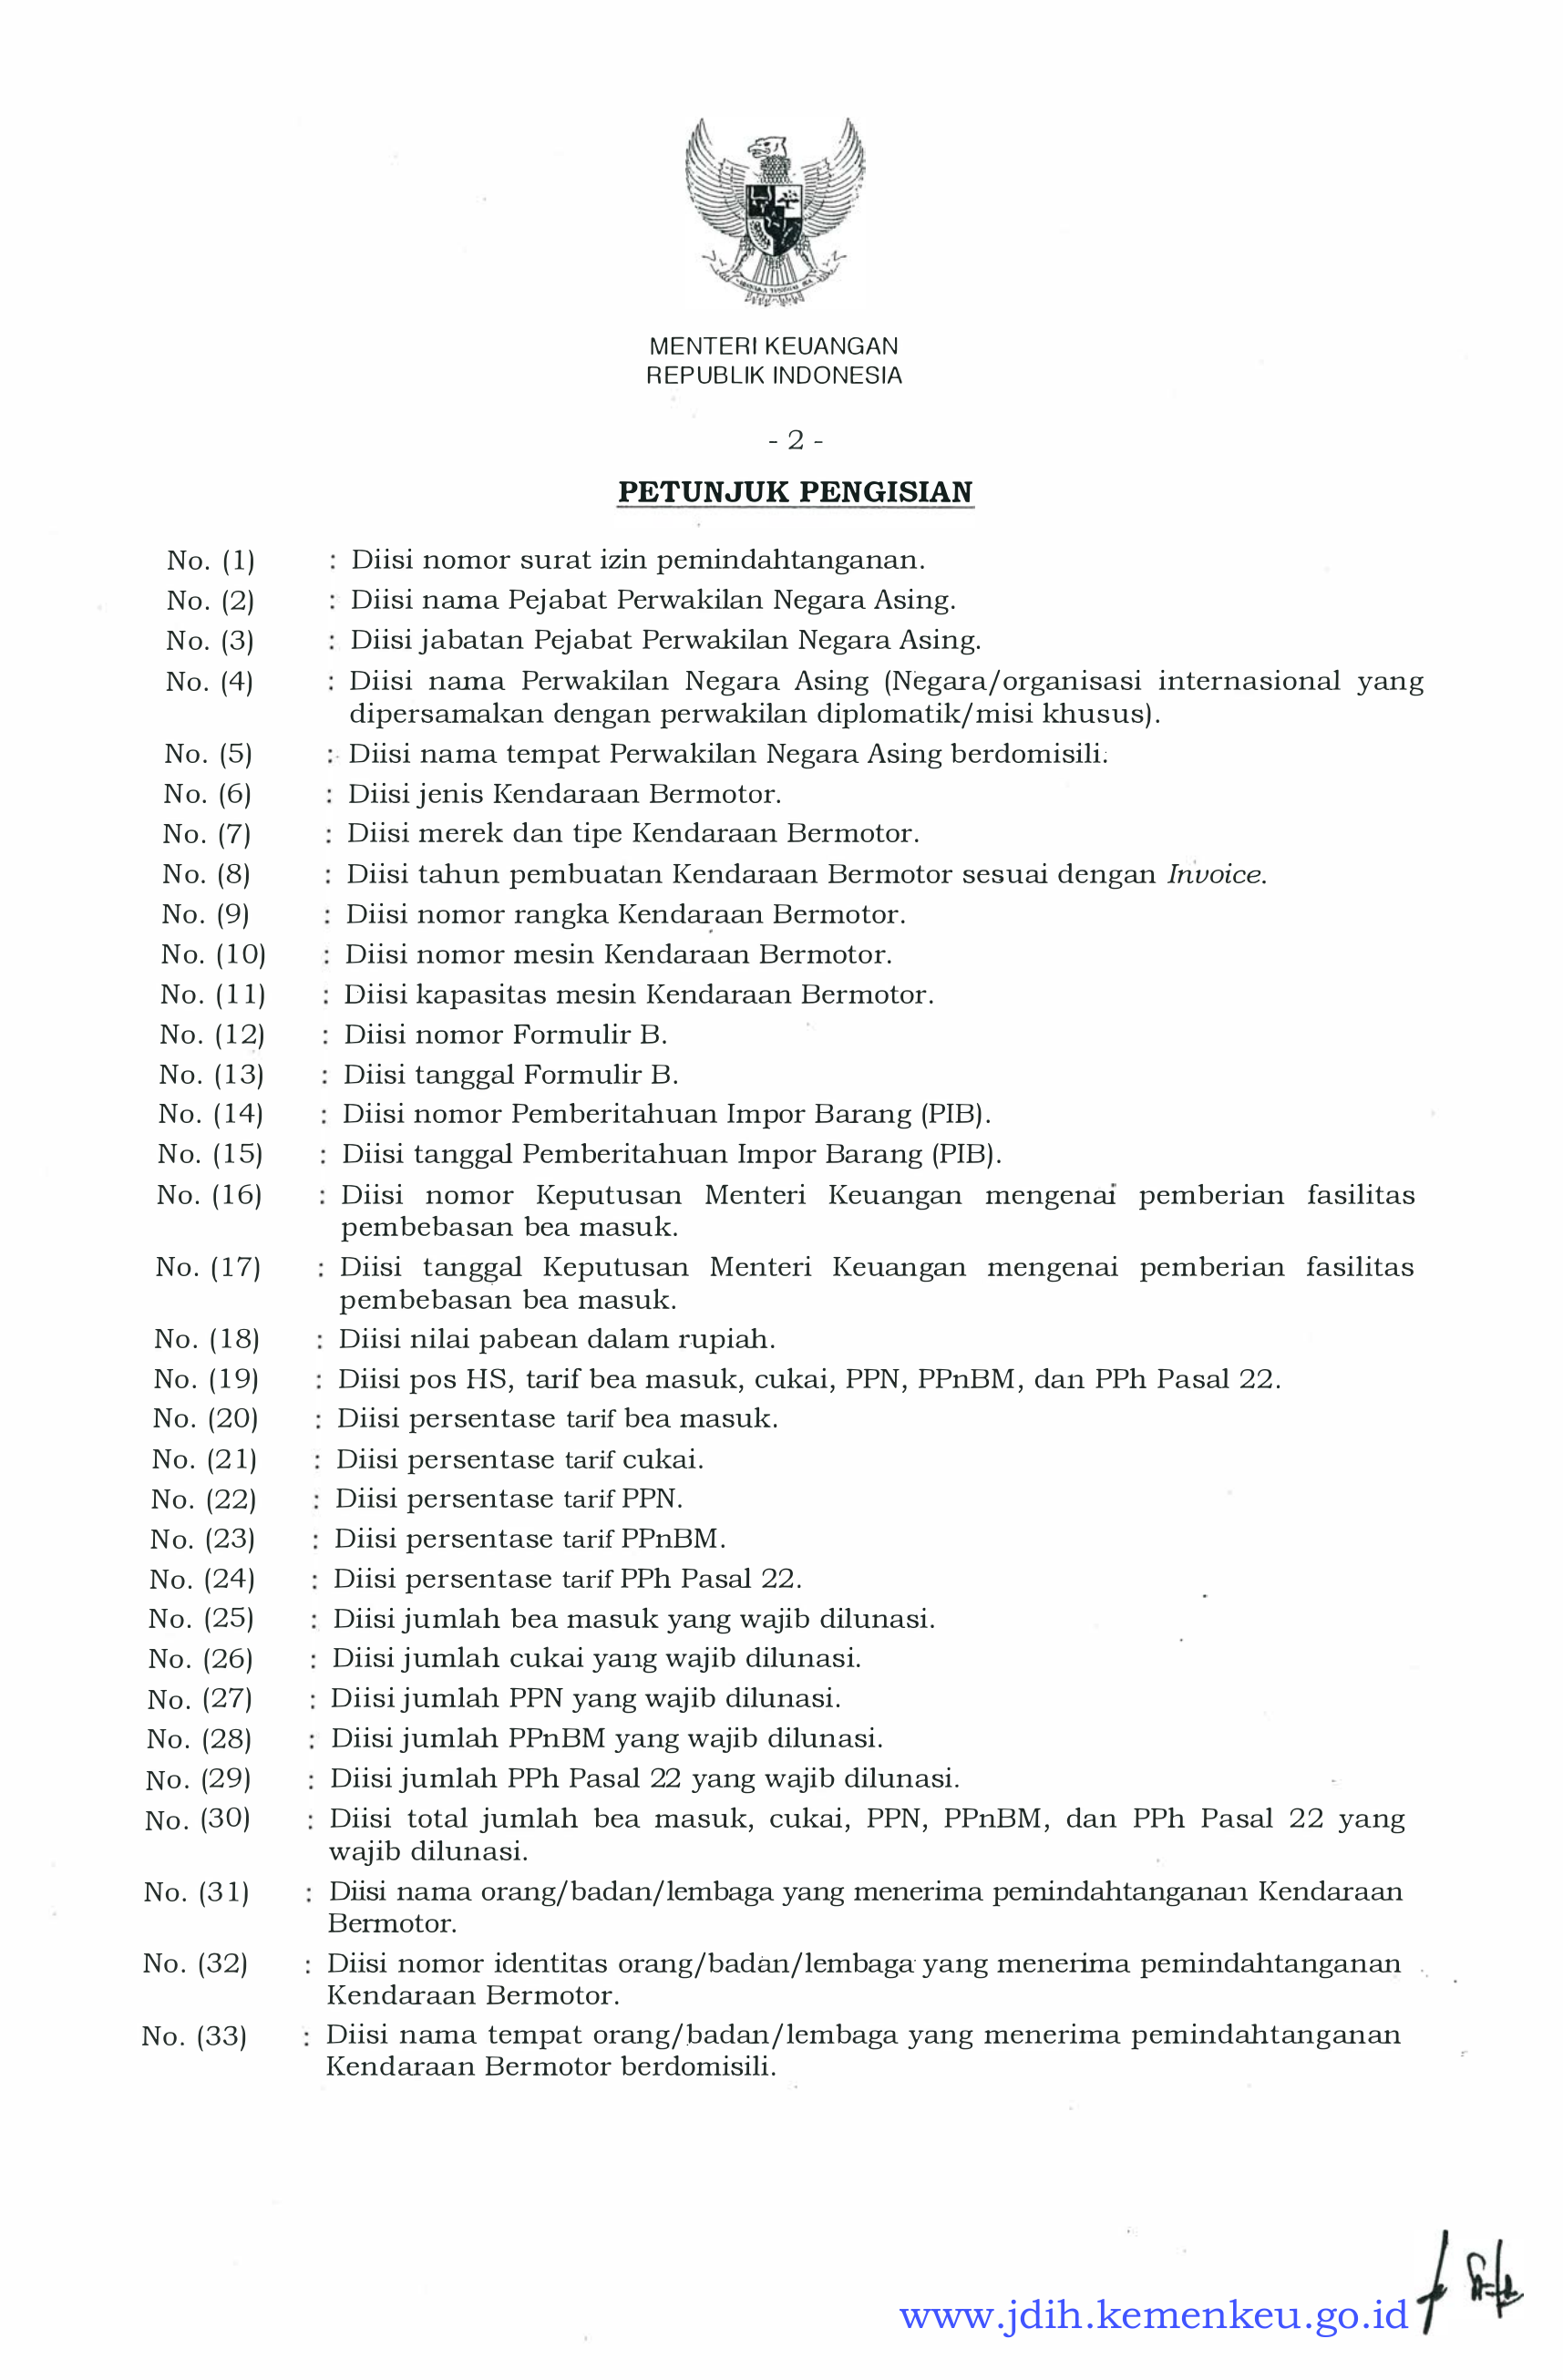 MENTERI KEUANGAN
REPUBLIK INDONESIA
- 2 -
PETUNJUK PENGISIAN
No. (1) : Diisi nomor surat izin pemindahtanganan.
No. (2) : Diisi nama Pejabat Perwakilan Negara Asing.
No. (3) : Diisi jabatan Pejabat Perwakilan Negara Asing.
No. (4) : Diisi nama Perwakilan Negara Asing (Negara/organisasi internasional yang
dipersamakan dengan perwakilan diplomatik/misi khusus).
No. (5) : Diisi nama tempat Perwakilan Negara Asing berdomisili.
No. (6) : Diisi jenis Kendaraan Bermotor.
No. (7) : Diisi merek dan tipe Kendaraan Bermotor.
No. (8) : Diisi tahun pembuatan Kendaraan Bermotor sesuai dengan Invoice.
No. (9) : Diisi nomor rangka Kendaraan Bermotor.
No. (10) : Diisi nomor mesin Kendaraan Bermotor.
No. (11) : Diisi kapasitas mesin Kendaraan Bermotor.
No. (12) : Diisi nomor Formulir B.
No. (13) : Diisi tanggal Formulir B.
No. (14) : Diisi nomor Pemberitahuan Impor Barang (PIB).
No. (15) : Diisi tanggal Pemberitahuan Impor Barang (PIB).
No. (16) : Diisi nomor Keputusan Menteri Keuangan mengenai pemberian fasilitas
pembebasan bea masuk.
No. (17) : Diisi tanggal Keputusan Menteri Keuangan mengenai pemberian fasilitas
pembebasan bea masuk.
No. (18) : Diisi nilai pabean dalam rupiah.
No. (19) : Diisi pos HS, tarif bea masuk, cukai, PPN, PPnBM, dan PPh Pasal 22.
No. (20) : Diisi persentase tarif bea masuk.
No. (21) : Diisi persentase tarif cukai.
No. (22) : Diisi persentase tarif PPN.
No. (23) : Diisi persentase tarif PPnBM.
No. (24) : Diisi persentase tarif PPh Pasal 22.
No. (25) : Diisi jumlah bea masuk yang wajib dilunasi.
No. (26) : Diisi jumlah cukai yang wajib dilunasi.
No. (27) : Diisi jumlah PPN yang wajib dilunasi.
No. (28) : Diisi jumlah PPnBM yang wajib dilunasi.
No. (29) : Diisi jumlah PPh Pasal 22 yang wajib dilunasi.
No. (30) : Diisi total jumlah bea masuk, cukai, PPN, PPnBM, dan PPh Pasal 22 yang
wajib dilunasi.
No. (31) : Diisi nama orang/badan/lembaga yang menerima pemindahtanganan Kendaraan
Bermotor.
No. (32) : Diisi nomor identitas orang/badan/lembaga yang menerima pemindahtanganan
Kendaraan Bermotor.
No. (33) : Diisi nama tempat orang/badan/lembaga yang menerima pemindahtanganan
Kendaraan Bermotor berdomisili.
www.jdih.kemenkeu.go.id